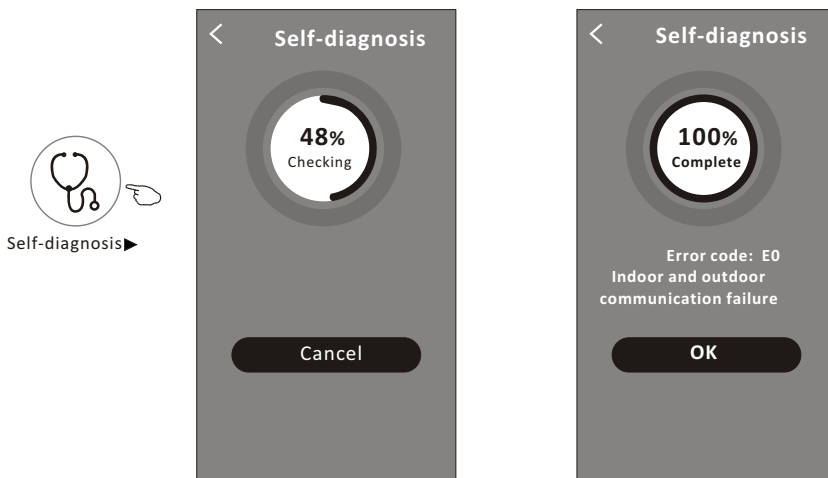 Self-diagnosis▶
Self-diagnosis
48%
Checking
Cancel
Self-diagnosis
100%
Complete
Error code: E0
Indoor and outdoor
communication failure
OK